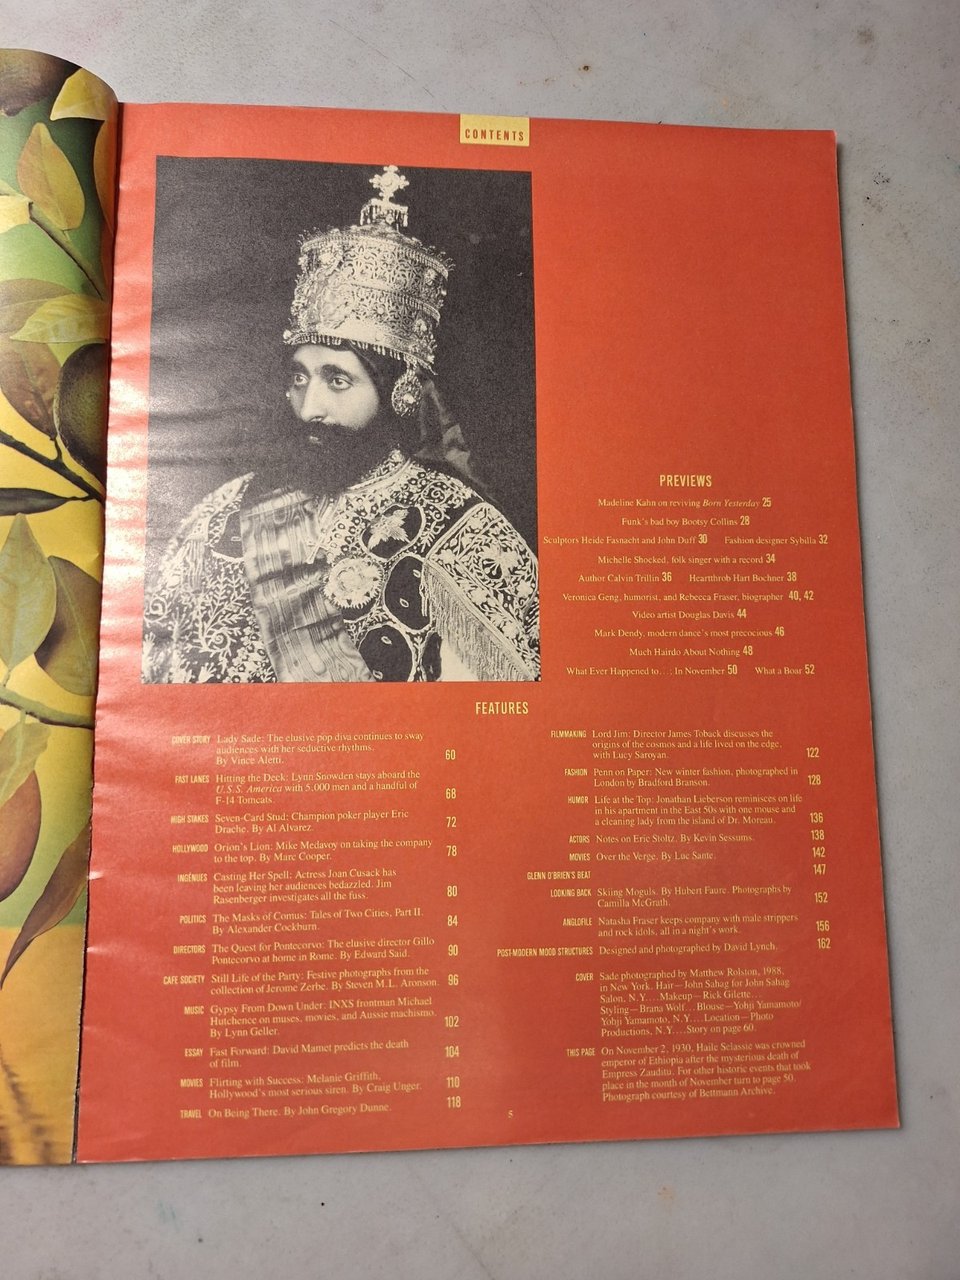 CONTENTS
PREVIEWS
Madeline Kahn on reviving Born Yesterday 25
Funk's bad boy Bootsy Collins 28
Sculptors Heide Fasnacht and John Duff 30 Fashion designer Sybilla 32
Michelle Shocked, folk singer with a record 34
Author Calvin Trillin 36 Heartthrob Hart Bochner 38
Veronica Geng, humorist, and Rebecca Fraser, biographer 40, 42
Video artist Douglas Davis 44
Mark Dendy, modern dance's most precocious 46
Much Hairdo About Nothing 48
What Ever Happened to...; In November 50 What a Boar 52
FEATURES
COVER STORY Lady Sade: The elusive pop diva continues to sway
audiences with her seductive rhythms.
By Vince Aletti. 60
FAST LANES Hitting the Deck: Lynn Snowden stays aboard the
U.S.S. America with 5,000 men and a handful of
F-14 Tomcats. 68
HIGH STAKES Seven-Card Stud: Champion poker player Eric
Drache. By Al Alvarez. 72
HOLLYWOOD Orion's Lion: Mike Medavoy on taking the company
to the top. By Marc Cooper. 78
INGENUES Casting Her Spell: Actress Joan Cusack has
been leaving her audiences bedazzled. Jim
Rasenberger investigates all the fuss. 80
POLITICS The Masks of Comus: Tales of Two Cities, Part II.
By Alexander Cockburn. 84
DIRECTORS The Quest for Pontecorvo: The elusive director Gillo
Pontecorvo at home in Rome. By Edward Said. 90
CAFE SOCIETY Still Life of the Party: Festive photographs from the
collection of Jerome Zerbe. By Steven M.L. Aronson. 96
MUSIC Gypsy From Down Under: INXS frontman Michael
Hutchence on muses, movies, and Aussie machismo.
By Lynn Geller. 102
ESSAY Fast Forward: David Mamet predicts the death
of film. 104
MOVIES Flirting with Success: Melanie Griffith,
Hollywood's most serious siren. By Craig Unger. 110
TRAVEL On Being There. By John Gregory Dunne. 118
FILMMAKING Lord Jim: Director James Toback discusses the
origins of the cosmos and a life lived on the edge,
with Lucy Saroyan. 122
FASHION Penn on Paper: New winter fashion, photographed in
London by Bradford Branson. 128
HUMOR Life at the Top: Jonathan Lieberson reminisces on life
in his apartment in the East 50s with one mouse and
a cleaning lady from the island of Dr. Moreau. 136
ACTORS Notes on Eric Stoltz. By Kevin Sessums. 138
MOVIES Over the Verge. By Luc Sante. 142
GLENN O'BRIEN'S BEAT 147
LOOKING BACK Skiing Moguls. By Hubert Faure. Photographs by
Camilla McGrath. 152
ANGLOFILE Natasha Fraser keeps company with male strippers
and rock idols, all in a night's work. 156
POST-MODERN MOOD STRUCTURES Designed and photographed by David Lynch. 162
COVER Sade photographed by Matthew Rolston, 1988,
in New York. Hair—John Sahag for John Sahag
Salon, N.Y.... Makeup—Rick Gilette...
Styling—Brana Wolf... Blouse—Yohji Yamamoto/
Yohji Yamamoto, N.Y.... Location—Photo
Productions, N.Y.... Story on page 60.
THIS PAGE On November 2, 1930, Haile Selassie was crowned
emperor of Ethiopia after the mysterious death of
Empress Zauditu. For other historic events that took
place in the month of November turn to page 50.
Photograph courtesy of Bettmann Archive.
5